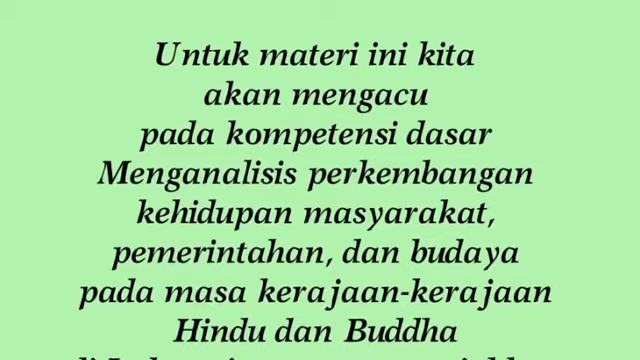 Untuk materi ini kita
akan mengacu
pada kompetensi dasar
Menganalisis perkembangan
kehidupan masyarakat,
pemerintahan, dan budaya
pada masa kerajaan-kerajaan
Hindu dan Buddha